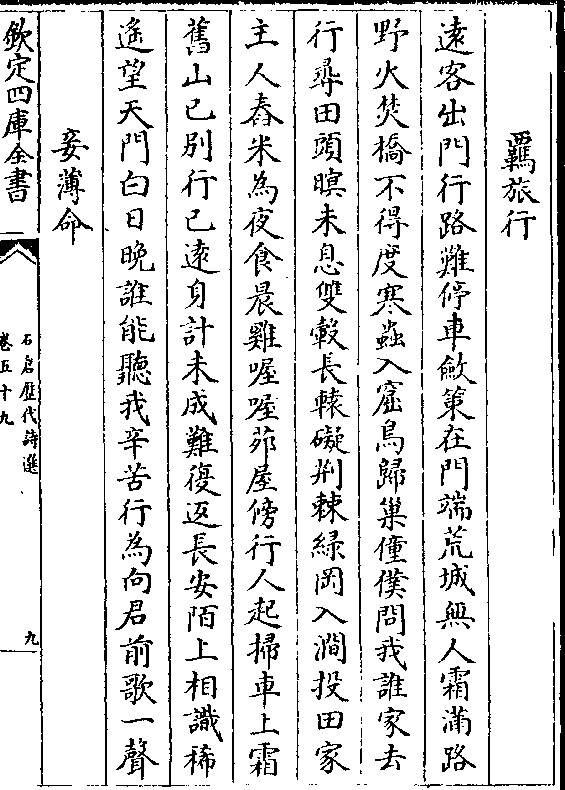 羈旅行
遠客出門行路難停車斂策在門端荒城無人霜滿路
野火焚橋不得度寒蟲入窟鳥歸巢僮僕問我誰家去
行尋田頭暝未息雙轂長轅礙荆棘緑岡入澗投田家
主人舂米為夜食晨雞喔喔茆屋傍行人起掃車上霜
舊山已別行已逺身計未成難復返長安陌上相識稀
遙望天門白日晚誰能聽我辛苦行為向君前歌一聲
妾薄命
欽定四庫全書
石倉歴代詩選
卷五十九
九